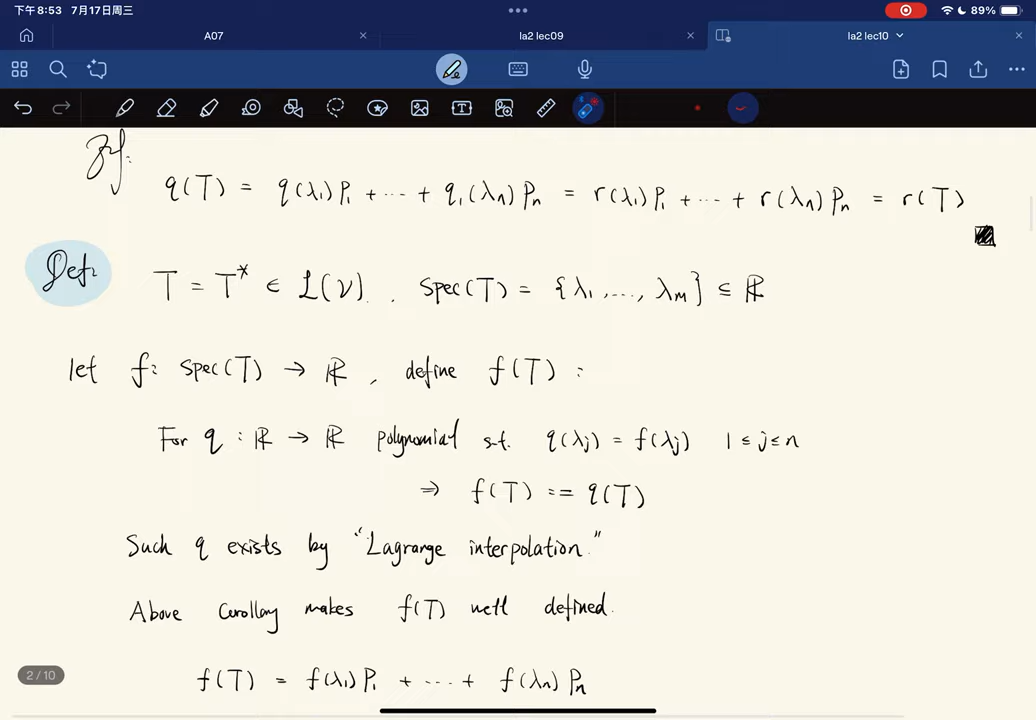 下午8:53 7月17日周三
89%
A07
la2 lec09
la2 lec10
Pf:
q(T) = q(λ₁)P₁ + ⋯ + q₁(λₙ)Pₙ = r(λ₁)P₁ + ⋯ + r(λₙ)Pₙ = r(T)
Def:
T = T* ∈ ℒ(V). , Spec(T) = {λ₁, ..., λₘ} ⊆ ℝ
let f: Spec(T) → ℝ, define f(T) :
For q : ℝ → ℝ polynomial s.t. q(λⱼ) = f(λⱼ) 1 ≤ j ≤ n
⇒ f(T) := q(T)
Such q exists by "Lagrange interpolation."
Above Corollary makes f(T) well defined.
f(T) = f(λ₁)P₁ + ⋯ + f(λₙ)Pₙ
2 / 10